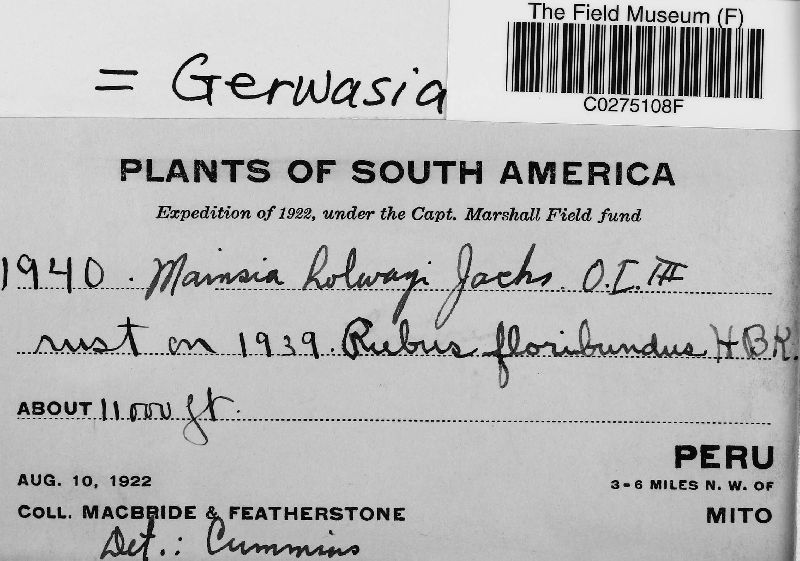 The Field Museum (F)
C0275108F
= Gerwasia
PLANTS OF SOUTH AMERICA
Expedition of 1922, under the Capt. Marshall Field fund
1940. Mainsia holwayi Jacks. O.I.III
rust on 1939. Rubus floribundus HBK.
ABOUT 11000 ft.
PERU
AUG. 10, 1922
3-6 MILES N. W. OF
COLL. MACBRIDE & FEATHERSTONE
MITO
Det.: Cummins